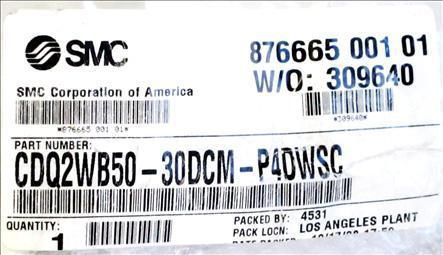 SMC
876665 001 01
W/O: 309640
SMC Corporation of America
*876665 001 01*
*309640*
PART NUMBER:
CDQ2WB50-30DCM-P4DWSC
QUANTITY:
1
PACKED BY: 4531
PACK LOCN: LOS ANGELES PLANT